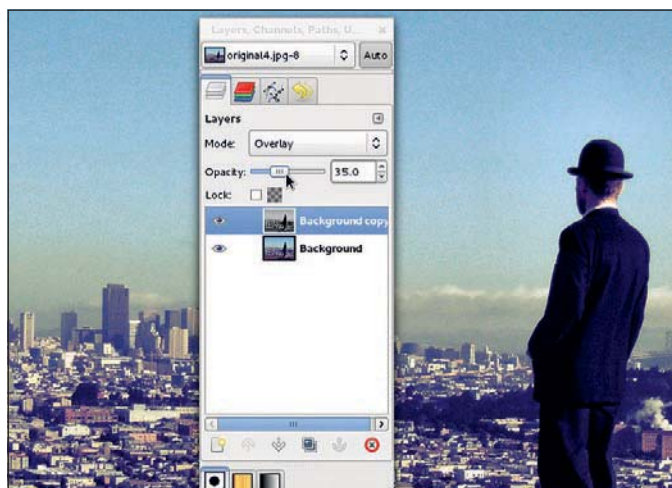 Layers, Channels, Paths, U...
original4.jpg-8
Auto
Layers
Mode: Overlay
Opacity: 35.0
Lock:
Background copy
Background